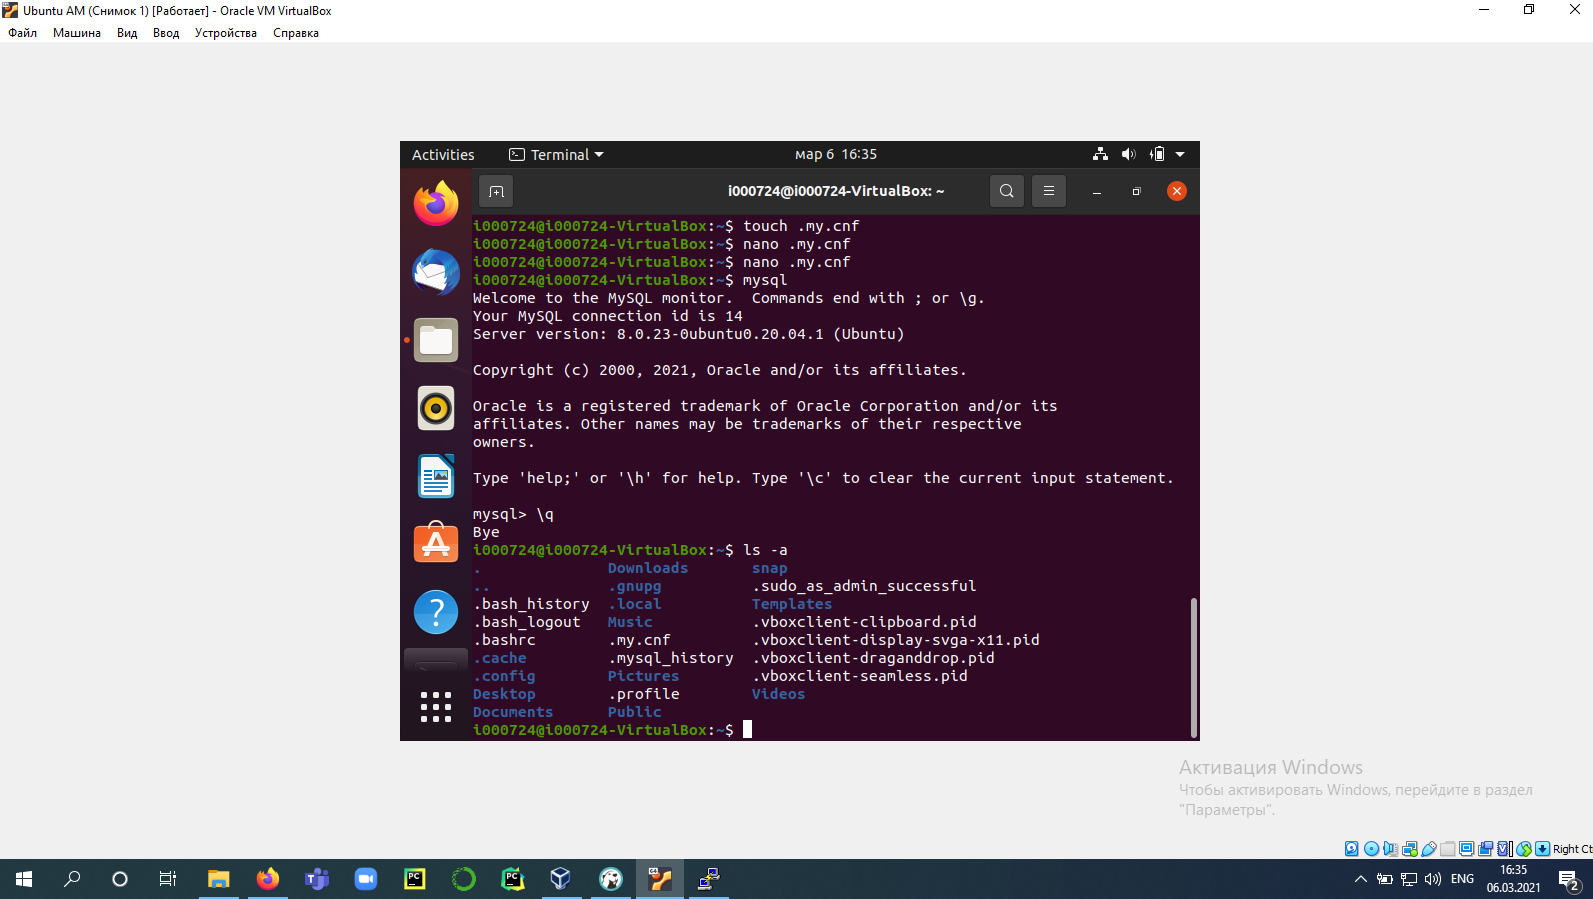 Ubuntu AM (Снимок 1) [Работает] - Oracle VM VirtualBox
Файл Машина Вид Ввод Устройства Справка
Activities Terminal мар 6 16:35
i000724@i000724-VirtualBox: ~
i000724@i000724-VirtualBox:~$ touch .my.cnf
i000724@i000724-VirtualBox:~$ nano .my.cnf
i000724@i000724-VirtualBox:~$ nano .my.cnf
i000724@i000724-VirtualBox:~$ mysql
Welcome to the MySQL monitor.  Commands end with ; or \g.
Your MySQL connection id is 14
Server version: 8.0.23-0ubuntu0.20.04.1 (Ubuntu)
Copyright (c) 2000, 2021, Oracle and/or its affiliates.
Oracle is a registered trademark of Oracle Corporation and/or its
affiliates. Other names may be trademarks of their respective
owners.
Type 'help;' or '\h' for help. Type '\c' to clear the current input statement.
mysql> \q
Bye
i000724@i000724-VirtualBox:~$ ls -a
. Downloads snap
.. .gnupg .sudo_as_admin_successful
.bash_history .local Templates
.bash_logout Music .vboxclient-clipboard.pid
.bashrc .my.cnf .vboxclient-display-svga-x11.pid
.cache .mysql_history .vboxclient-draganddrop.pid
.config Pictures .vboxclient-seamless.pid
Desktop .profile Videos
Documents Public
i000724@i000724-VirtualBox:~$
Активация Windows
Чтобы активировать Windows, перейдите в раздел
"Параметры".
Right Ct
PC PC 64 ENG 16:35
06.03.2021 2